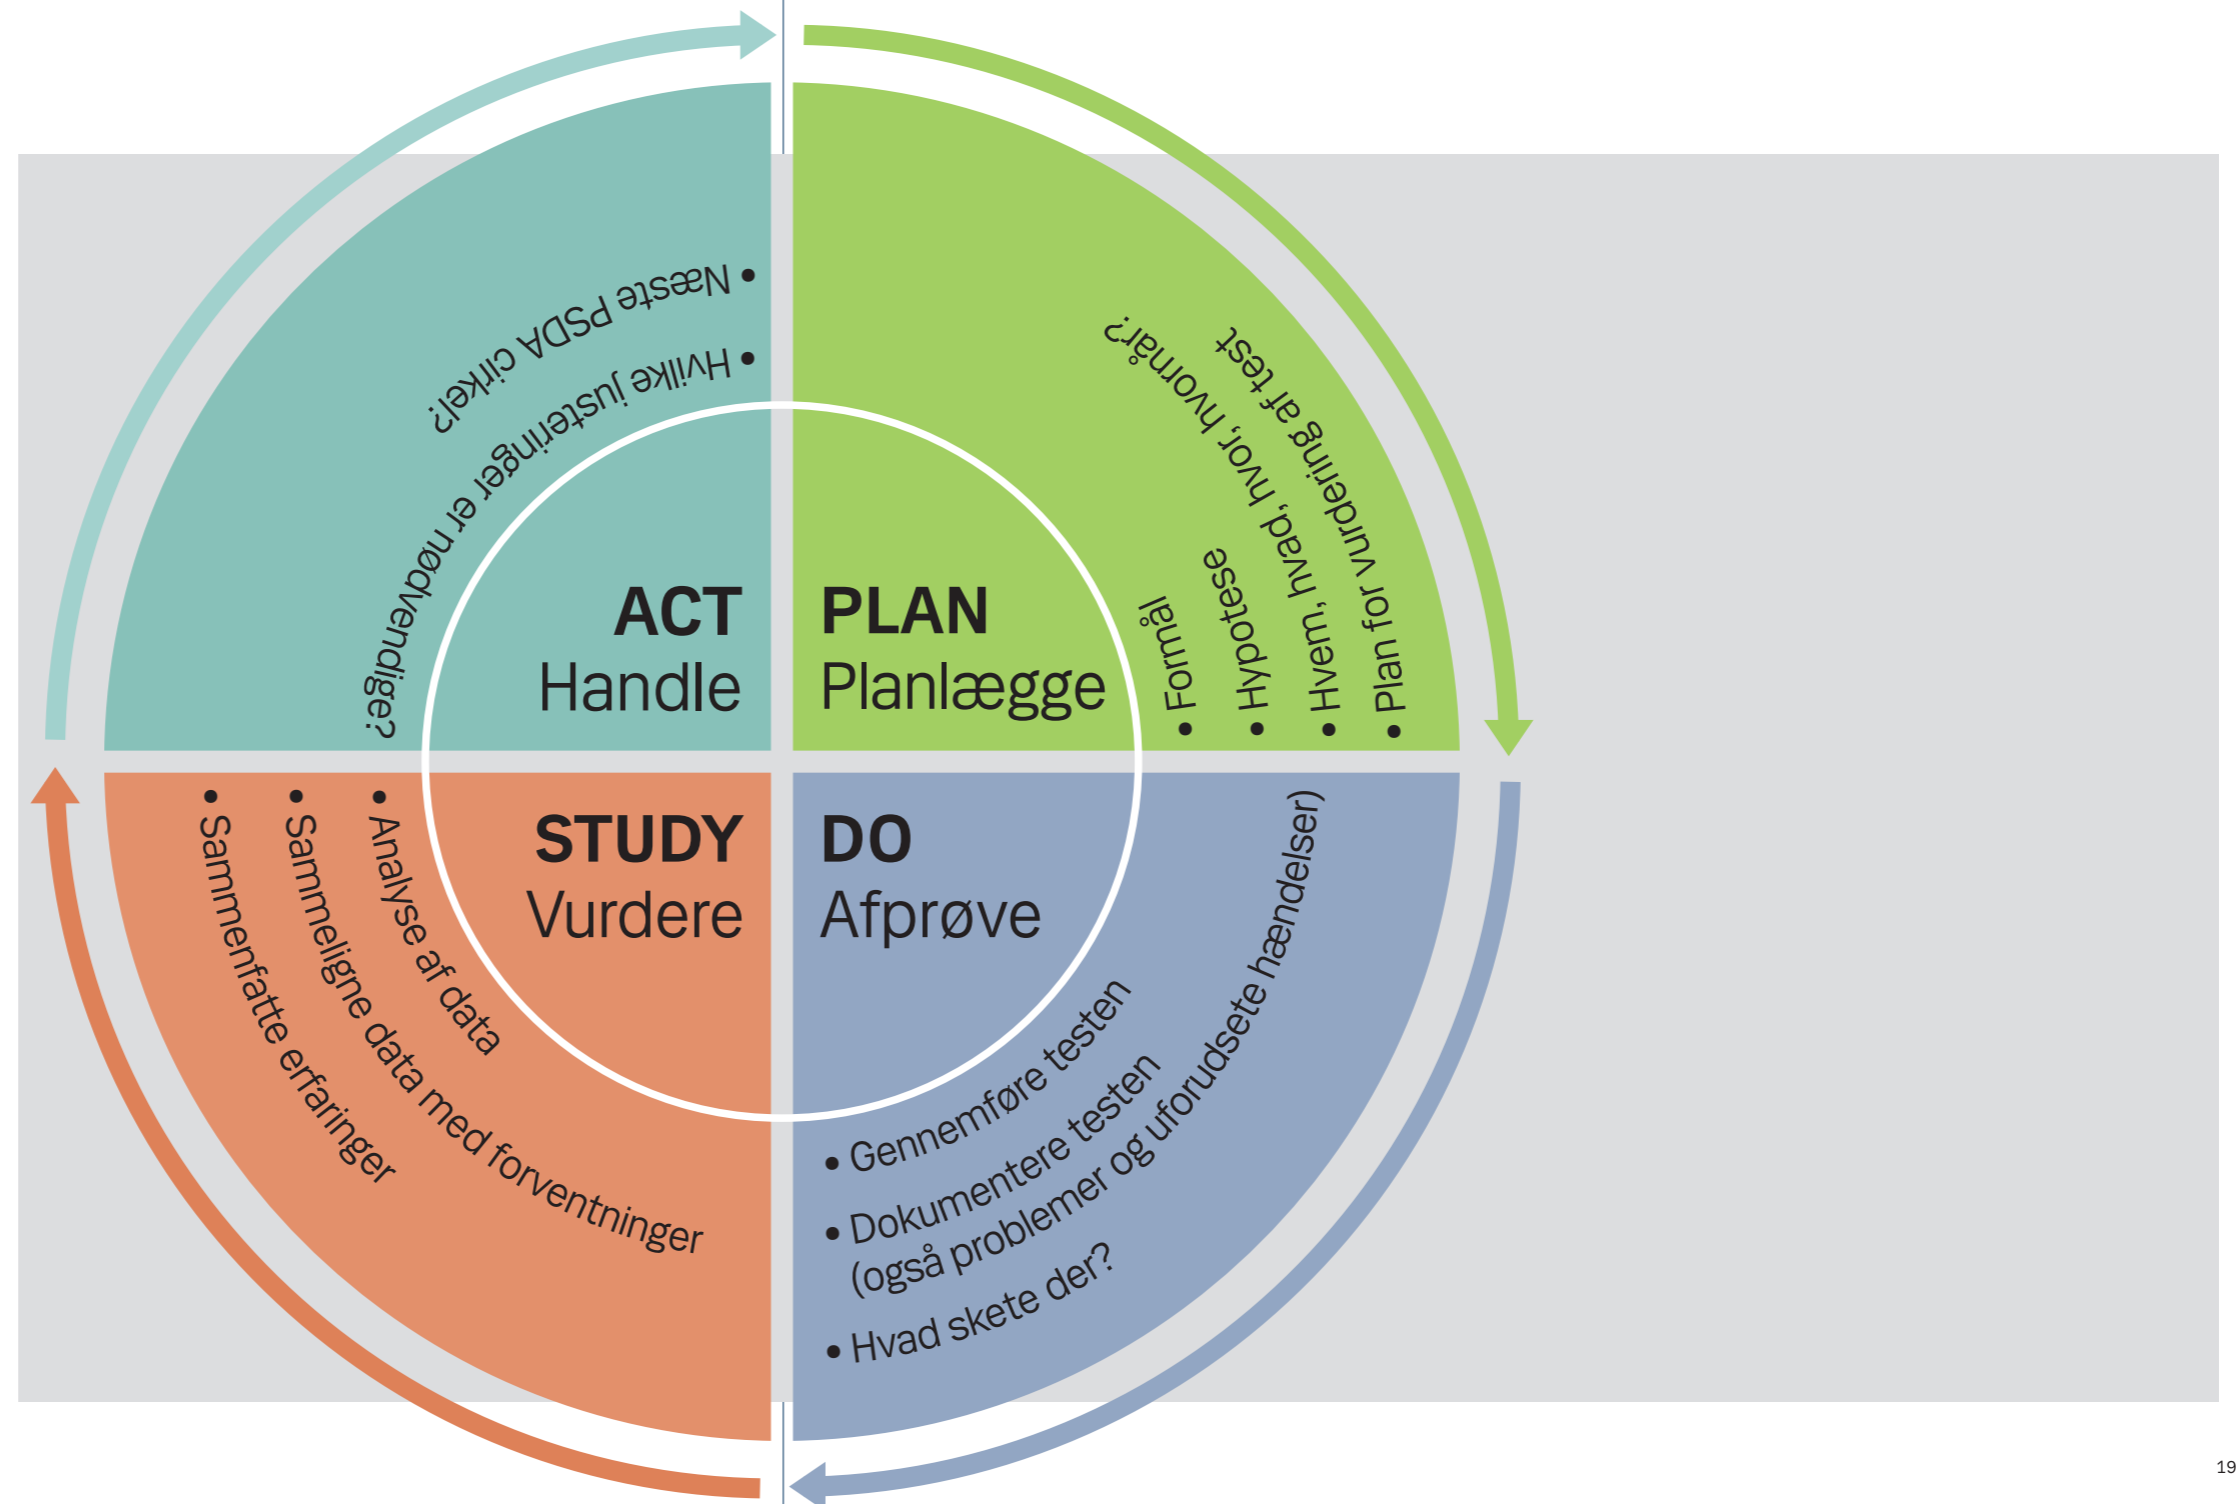 PLAN
Planlægge
• Formål
• Hypotese
• Hvem, hvad, hvor, hvornår?
• Plan for vurdering af test
DO
Afprøve
• Gennemføre testen
• Dokumentere testen
(også problemer og uforudsete hændelser)
• Hvad skete der?
STUDY
Vurdere
• Analyse af data
• Sammeligne data med forventninger
• Sammenfatte erfaringer
ACT
Handle
• Hvilke justeringer er nødvendige?
• Næste PSDA cirkel?
19